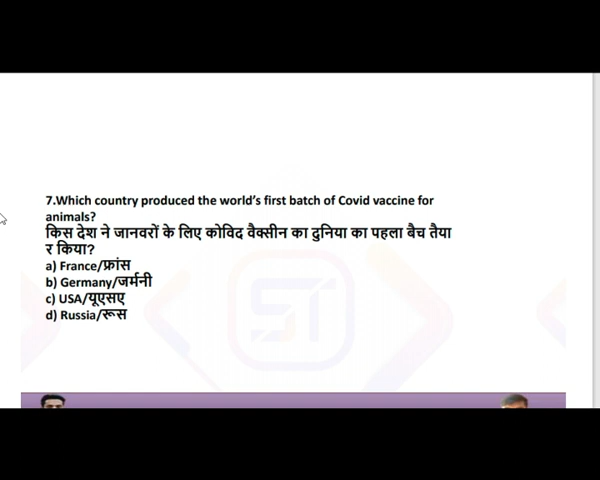 7.Which country produced the world's first batch of Covid vaccine for
animals?
किस देश ने जानवरों के लिए कोविद वैक्सीन का दुनिया का पहला बैच तैया
र किया?
a) France/फ्रांस
b) Germany/जर्मनी
c) USA/यूएसए
d) Russia/रूस
ST